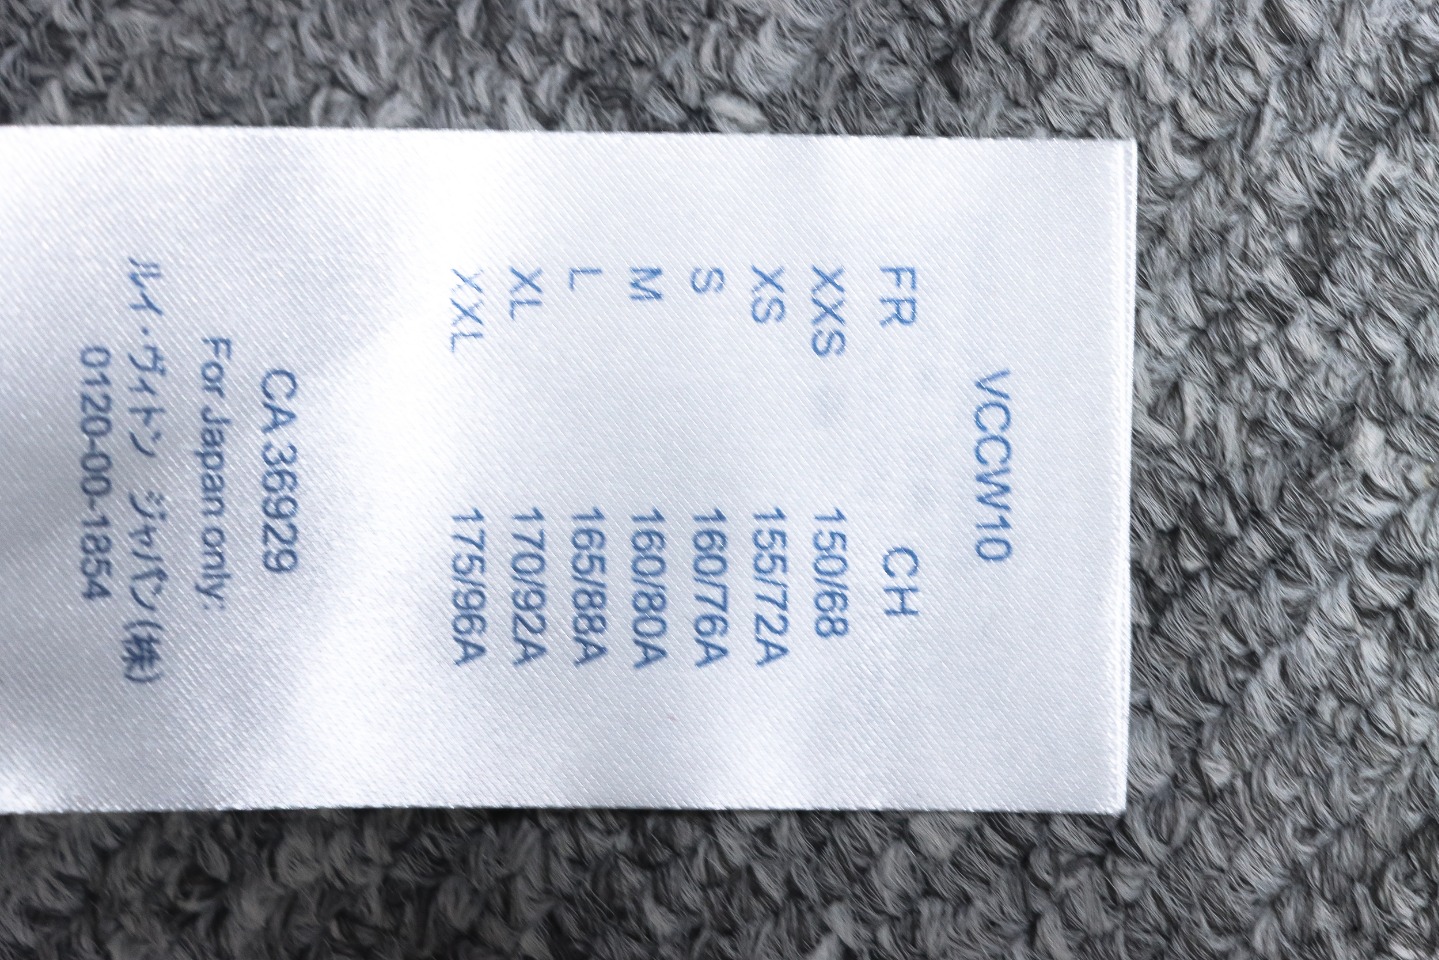 VCCW10
FR CH
XXS 150/68
XS 155/72A
S 160/76A
M 160/80A
L 165/88A
XL 170/92A
XXL 175/96A
CA 36929
For Japan only:
ルイ・ヴィトン ジャパン(株)
0120-00-1854